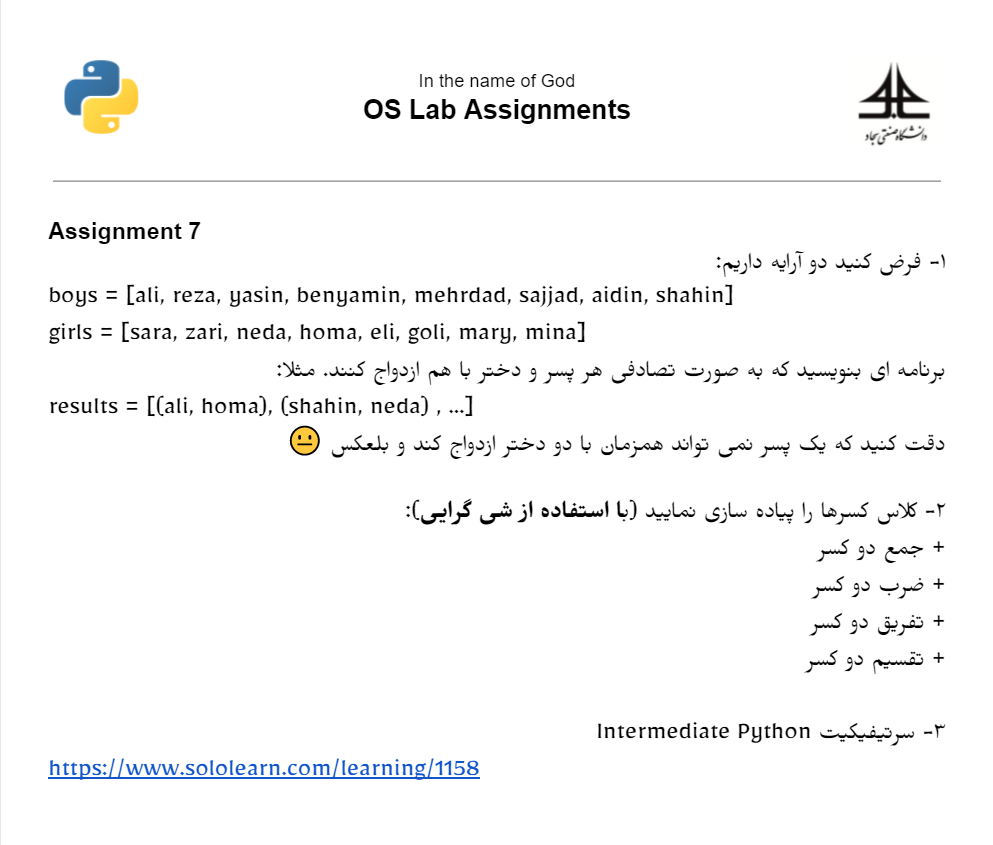 In the name of God
OS Lab Assignments
دانشگاه صنعتی سجاد
Assignment 7
۱- فرض کنید دو آرایه داریم:
boys = [ali, reza, yasin, benyamin, mehrdad, sajjad, aidin, shahin]
girls = [sara, zari, neda, homa, eli, goli, mary, mina]
برنامه ای بنویسید که به صورت تصادفی هر پسر و دختر با هم ازدواج کنند. مثلا:
results = [(ali, homa), (shahin, neda) , ...]
دقت کنید که یک پسر نمی تواند همزمان با دو دختر ازدواج کند و بلعکس 😐
۲- کلاس کسرها را پیاده سازی نمایید (با استفاده از شی گرایی):
+ جمع دو کسر
+ ضرب دو کسر
+ تفریق دو کسر
+ تقسیم دو کسر
۳- سرتیفیکیت Intermediate Python
https://www.sololearn.com/learning/1158